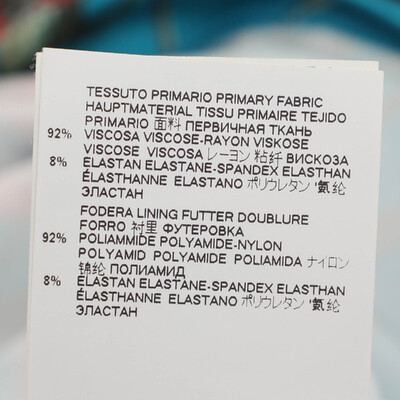 TESSUTO PRIMARIO PRIMARY FABRIC
HAUPTMATERIAL TISSU PRIMAIRE TEJIDO
PRIMARIO 面料 ПЕРВИЧНАЯ ТКАНЬ
92% VISCOSA VISCOSE-RAYON VISKOSE
VISCOSE VISCOSA レーヨン 粘纤 ВИСКОЗА
8% ELASTAN ELASTANE-SPANDEX ELASTHAN
ÉLASTHANNE ELASTANO ポリウレタン '氨纶
ЭЛАСТАН
FODERA LINING FUTTER DOUBLURE
FORRO 衬里 ФУТЕРОВКА
92% POLIAMMIDE POLYAMIDE-NYLON
POLYAMID POLYAMIDE POLIAMIDA ナイロン
锦纶 ПОЛИАМИД
8% ELASTAN ELASTANE-SPANDEX ELASTHAN
ÉLASTHANNE ELASTANO ポリウレタン '氨纶
ЭЛАСТАН